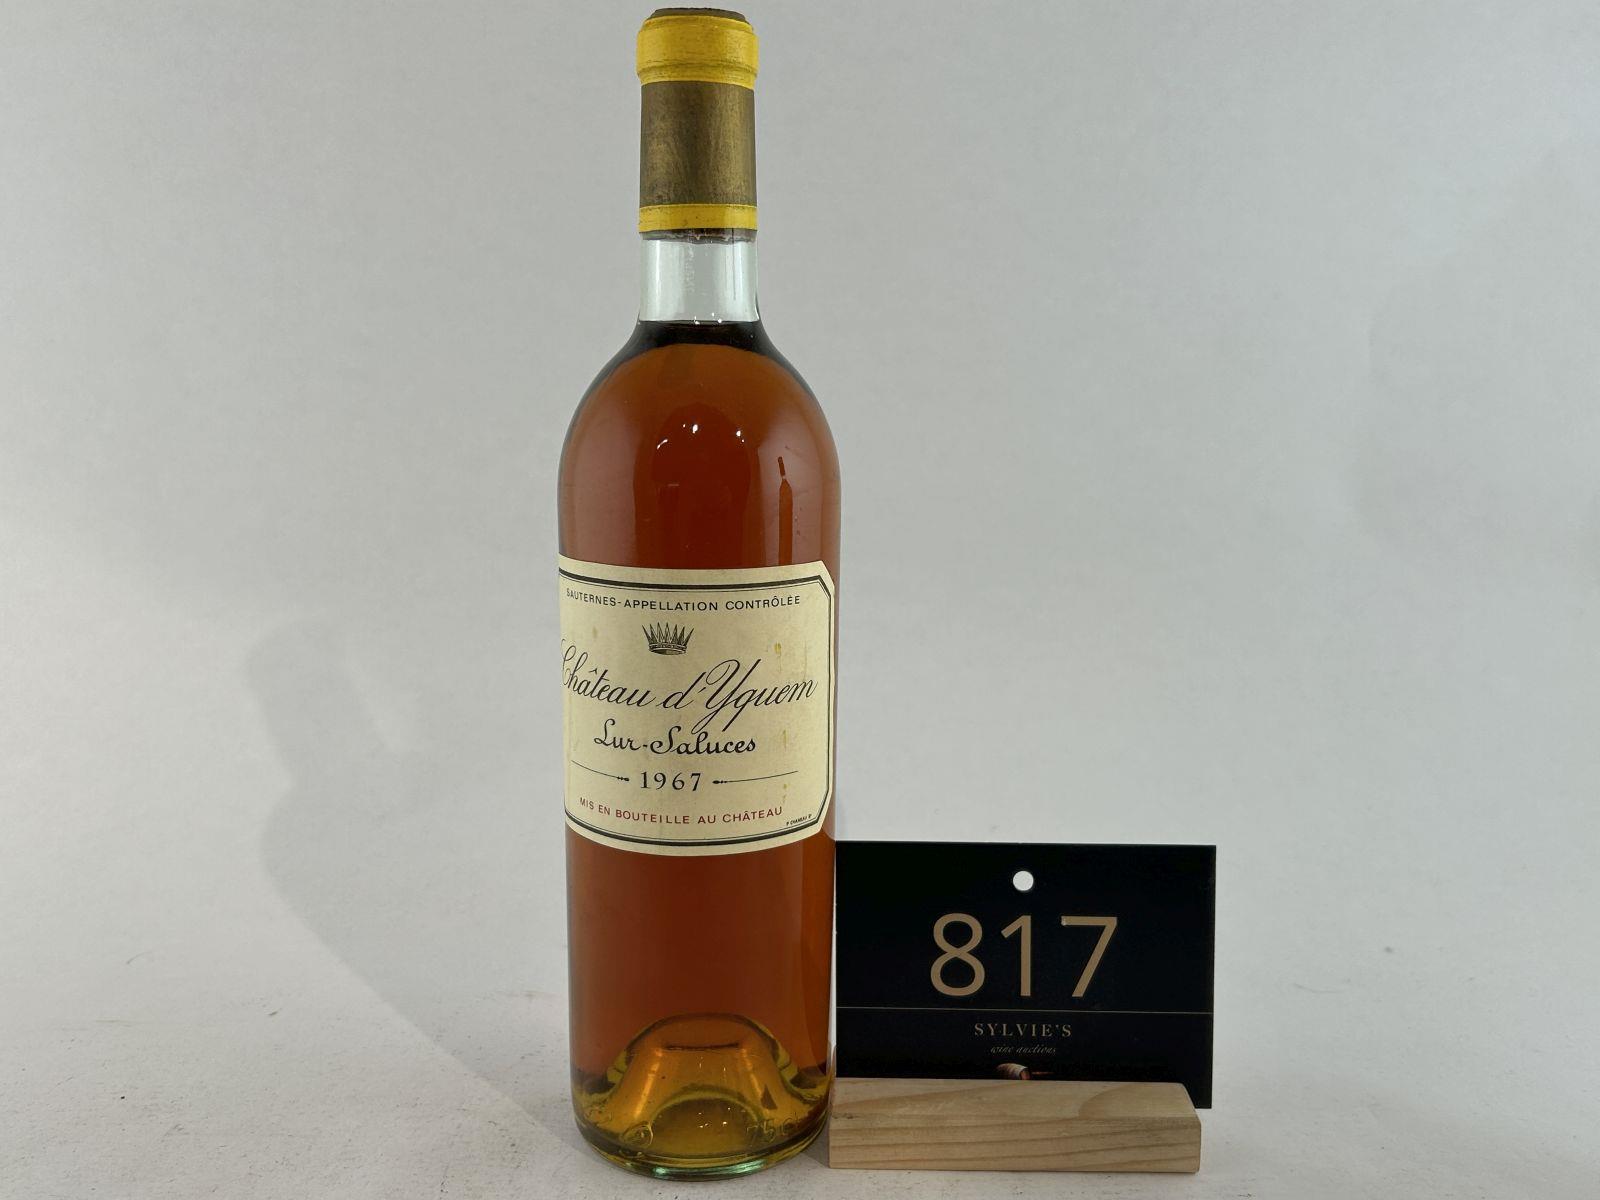 SAUTERNES-APPELLATION CONTRÔLÉE
Château d'Yquem
Lur-Saluces
1967
MIS EN BOUTEILLE AU CHÂTEAU
817
SYLVIE'S
wine auctions